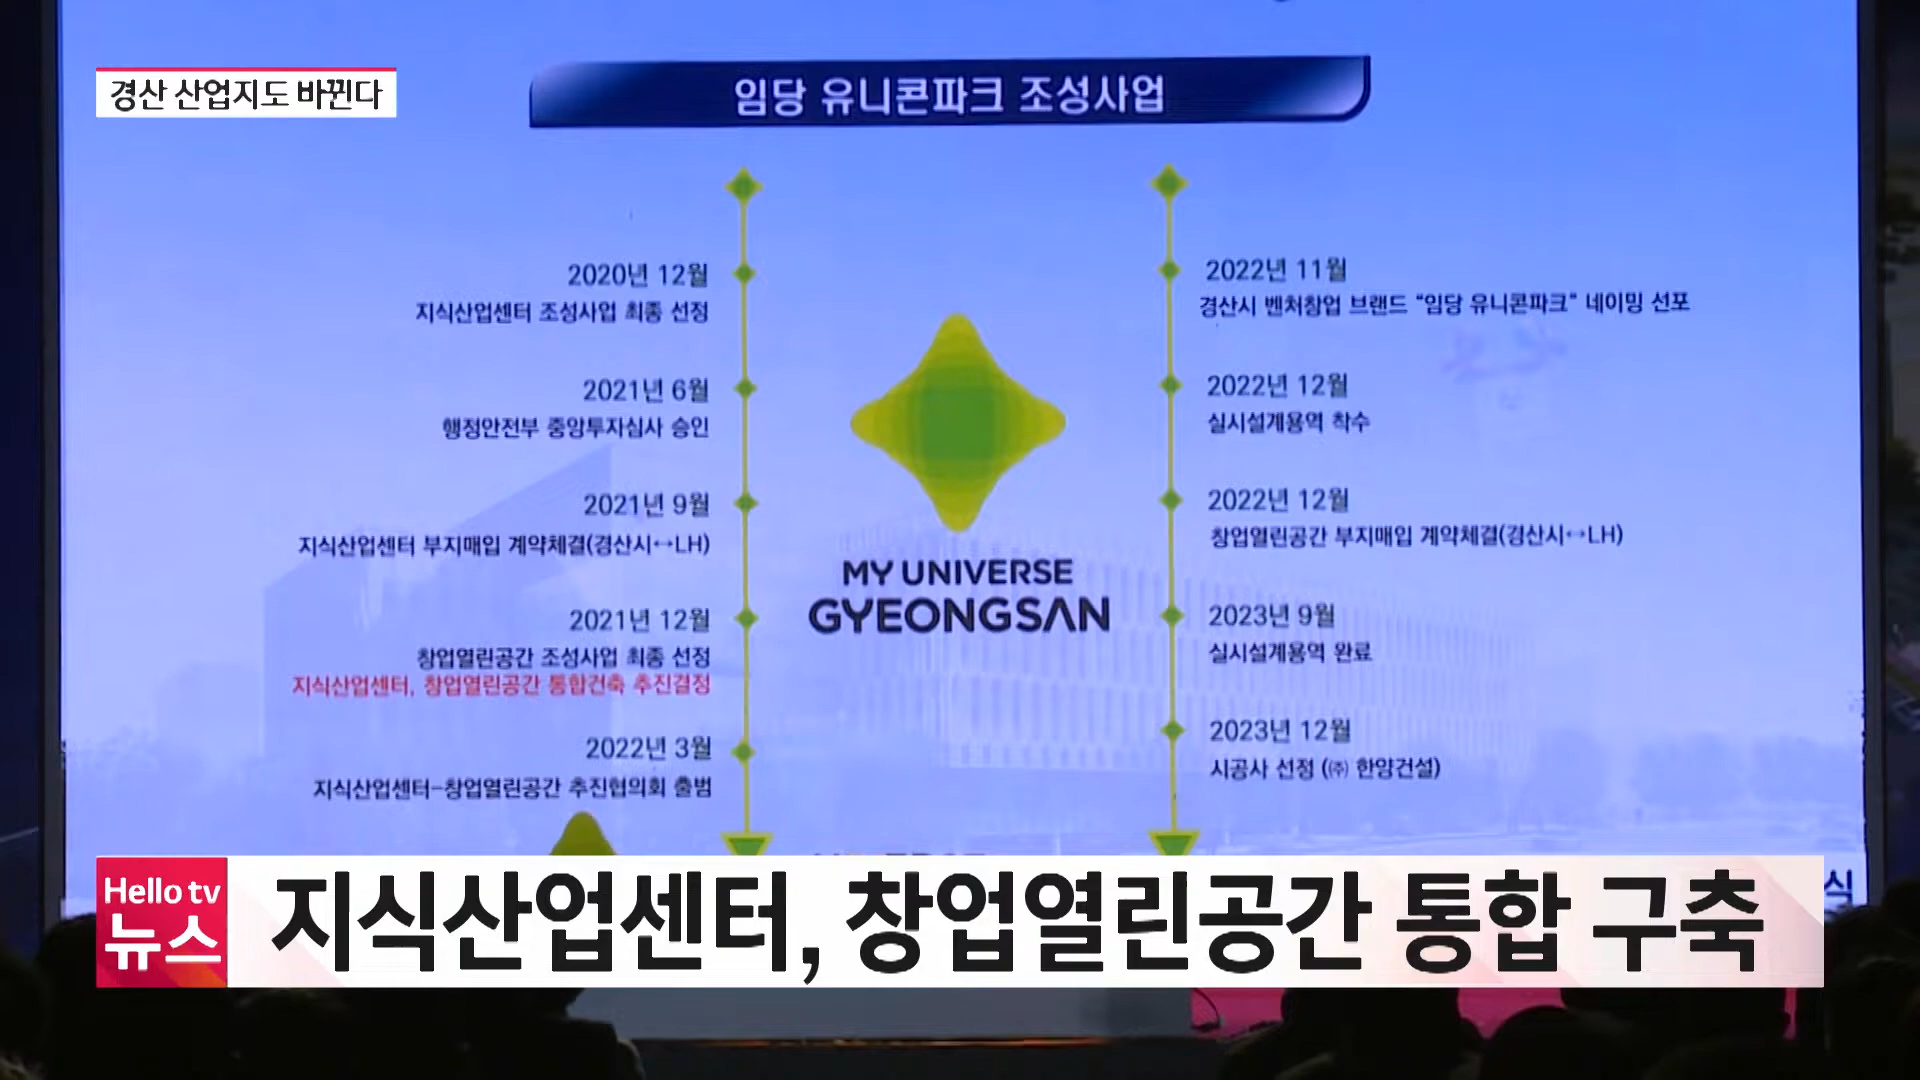 경산 산업지도 바뀐다
임당 유니콘파크 조성사업
2020년 12월
지식산업센터 조성사업 최종 선정
2021년 6월
행정안전부 중앙투자심사 승인
2021년 9월
지식산업센터 부지매입 계약체결(경산시↔LH)
2021년 12월
창업열린공간 조성사업 최종 선정
지식산업센터, 창업열린공간 통합건축 추진결정
2022년 3월
지식산업센터-창업열린공간 추진협의회 출범
MY UNIVERSE
GYEONGSAN
2022년 11월
경산시 벤처창업 브랜드 "임당 유니콘파크" 네이밍 선포
2022년 12월
실시설계용역 착수
2022년 12월
창업열린공간 부지매입 계약체결(경산시↔LH)
2023년 9월
실시설계용역 완료
2023년 12월
시공사 선정 (㈜ 한양건설)
식
Hello tv
뉴스
지식산업센터, 창업열린공간 통합 구축